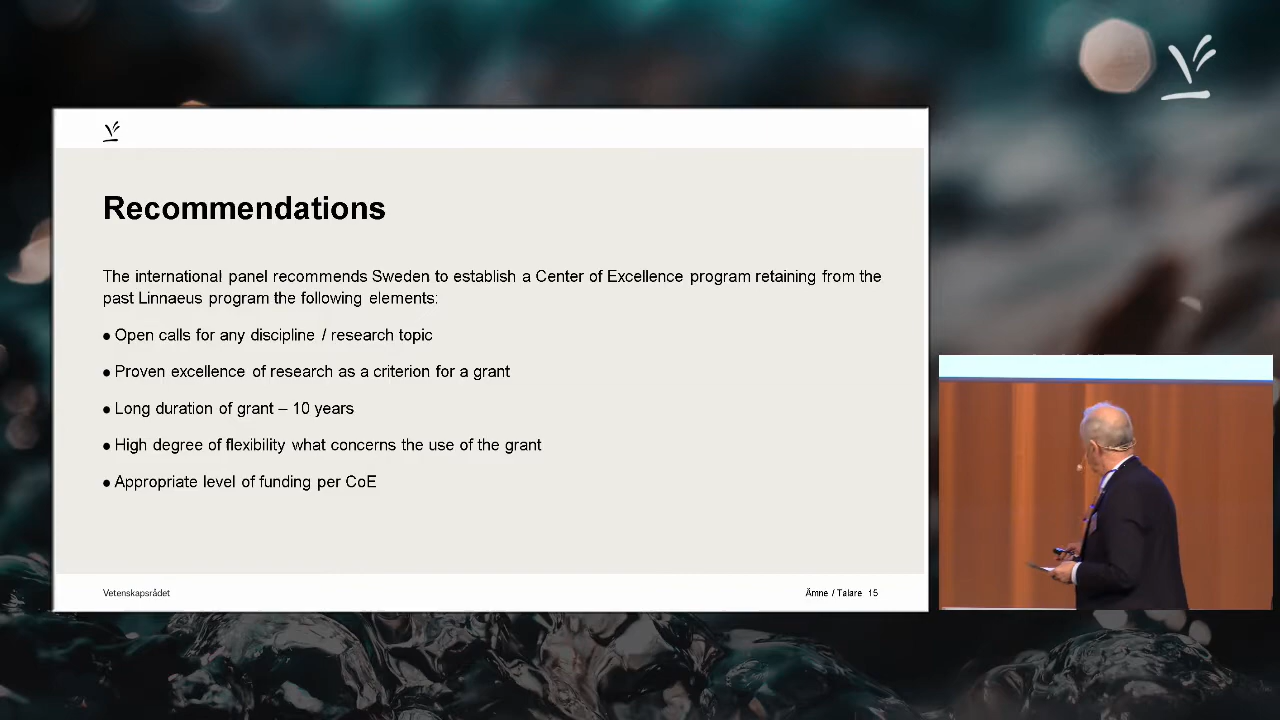 Recommendations
The international panel recommends Sweden to establish a Center of Excellence program retaining from the
past Linnaeus program the following elements:
● Open calls for any discipline / research topic
● Proven excellence of research as a criterion for a grant
● Long duration of grant – 10 years
● High degree of flexibility what concerns the use of the grant
● Appropriate level of funding per CoE
Vetenskapsrådet
Ämne / Talare 15